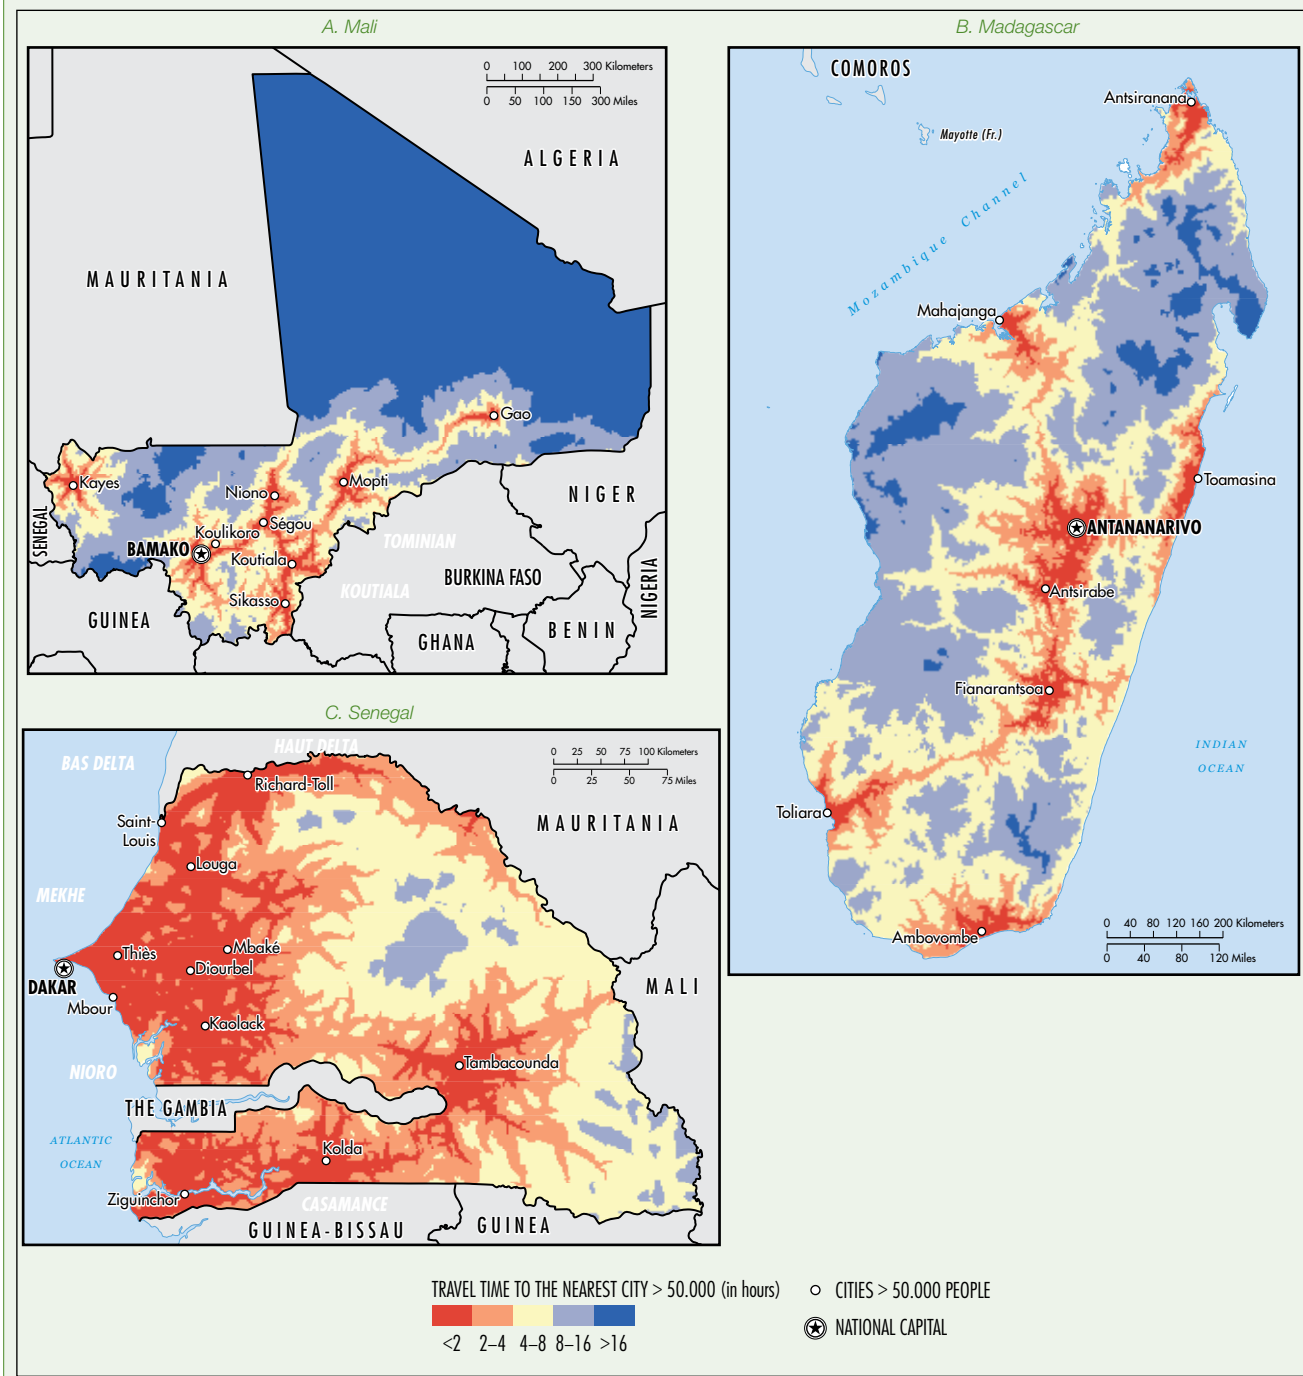 A. Mali
0 100 200 300 Kilometers
0 50 100 150 300 Miles
ALGERIA
MAURITANIA
Gao
Kayes
Mopti
Niono
NIGER
SENEGAL
Ségou
Koulikoro
BAMAKO
TOMINIAN
Koutiala
BURKINA FASO
KOUTIALA
NIGERIA
Sikasso
GUINEA
GHANA
BENIN
B. Madagascar
COMOROS
Antsiranana
Mayotte (Fr.)
Mozambique Channel
Mahajanga
Toamasina
ANTANANARIVO
Antsirabe
Fianarantsoa
INDIAN
OCEAN
Toliara
Ambovombe
0 40 80 120 160 200 Kilometers
0 40 80 120 Miles
C. Senegal
HAUT DELTA
0 25 50 75 100 Kilometers
0 25 50 75 Miles
BAS DELTA
Richard-Toll
Saint-
Louis
MAURITANIA
Louga
MEKHE
Mbaké
Thiès
Diourbel
DAKAR
MALI
Mbour
Kaolack
Tambacounda
NIORO
THE GAMBIA
ATLANTIC
OCEAN
Kolda
Ziguinchor
CASAMANCE
GUINEA-BISSAU
GUINEA
TRAVEL TIME TO THE NEAREST CITY > 50.000 (in hours)
<2 2–4 4–8 8–16 >16
CITIES > 50.000 PEOPLE
NATIONAL CAPITAL